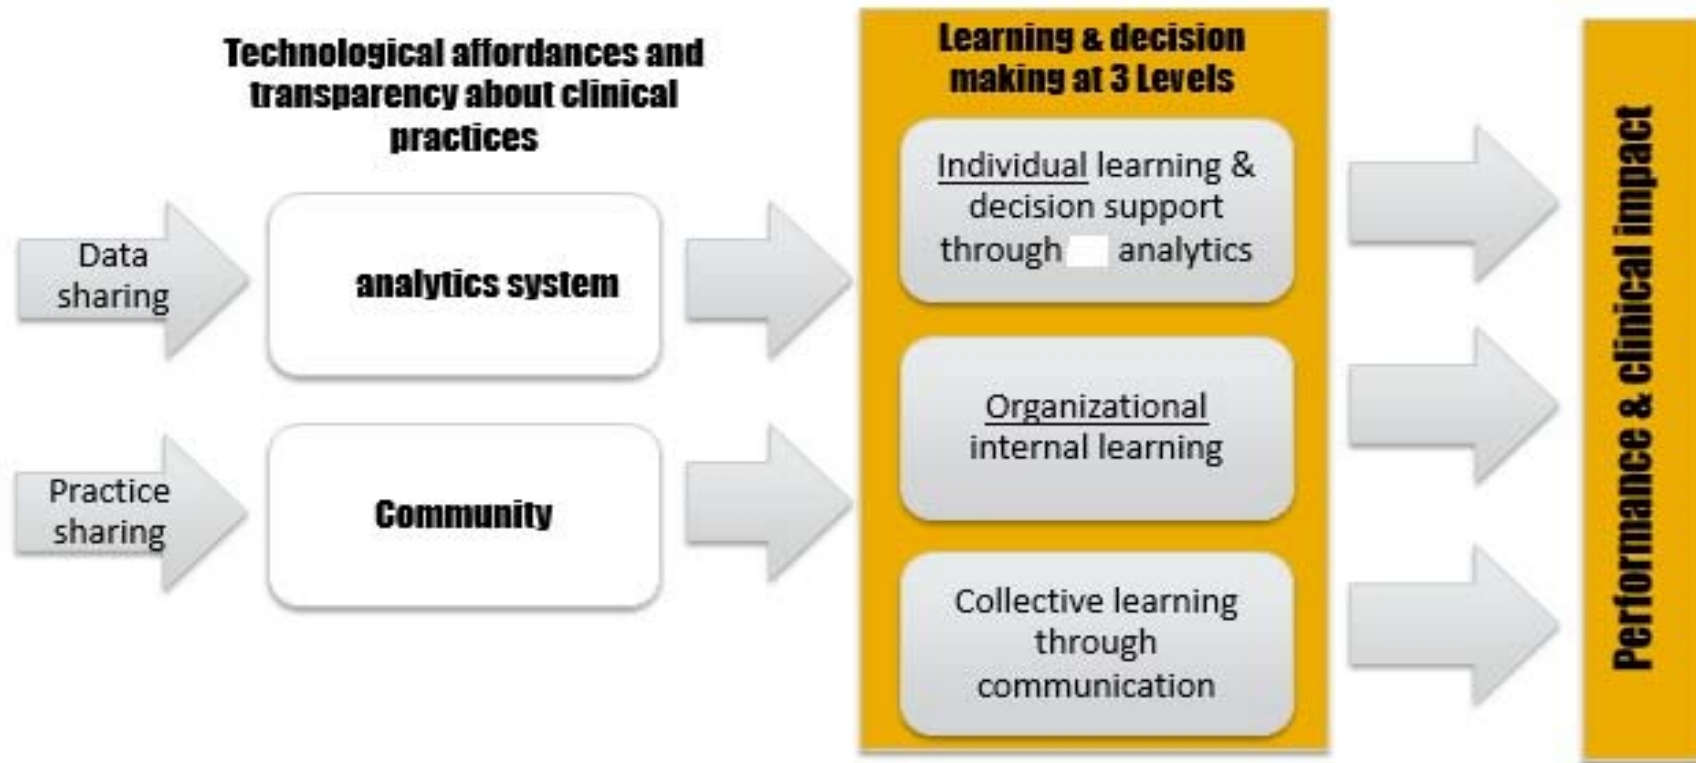 Technological affordances and
transparency about clinical
practices
Data
sharing
analytics system
Practice
sharing
Community
Learning & decision
making at 3 Levels
Individual learning &
decision support
through analytics
Organizational
internal learning
Collective learning
through
communication
Performance & clinical impact